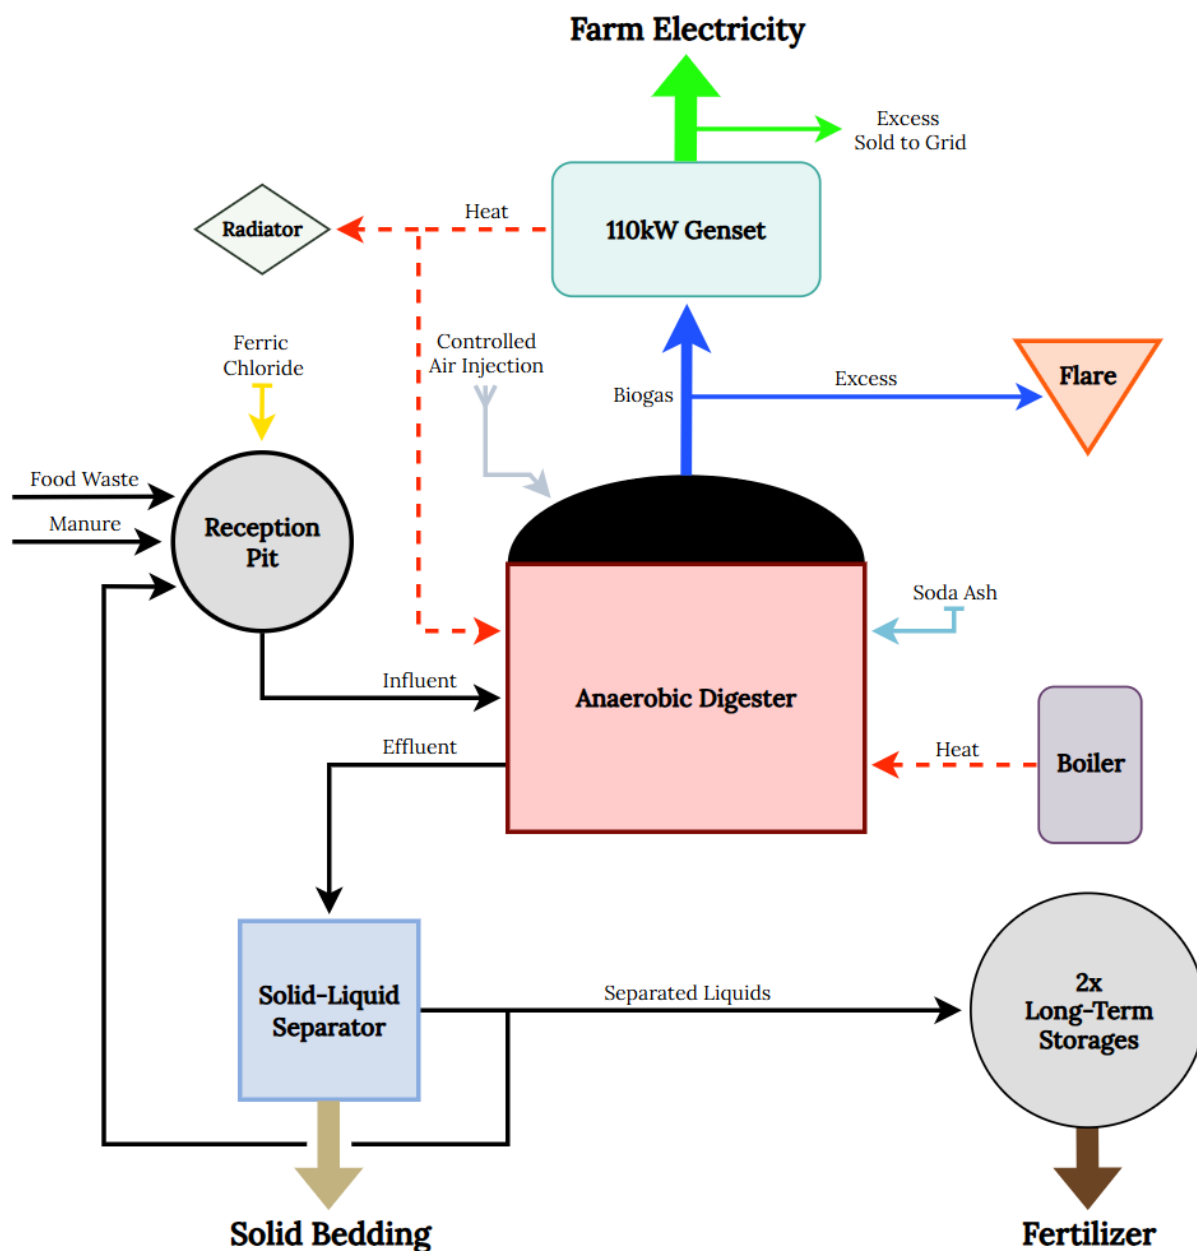 Farm Electricity
Excess
Sold to Grid
Heat
Radiator
110kW Genset
Ferric
Chloride
Controlled
Air Injection
Biogas
Excess
Flare
Food Waste
Manure
Reception
Pit
Soda Ash
Influent
Anaerobic Digester
Effluent
Heat
Boiler
Solid-Liquid
Separator
Separated Liquids
2x
Long-Term
Storages
Solid Bedding
Fertilizer